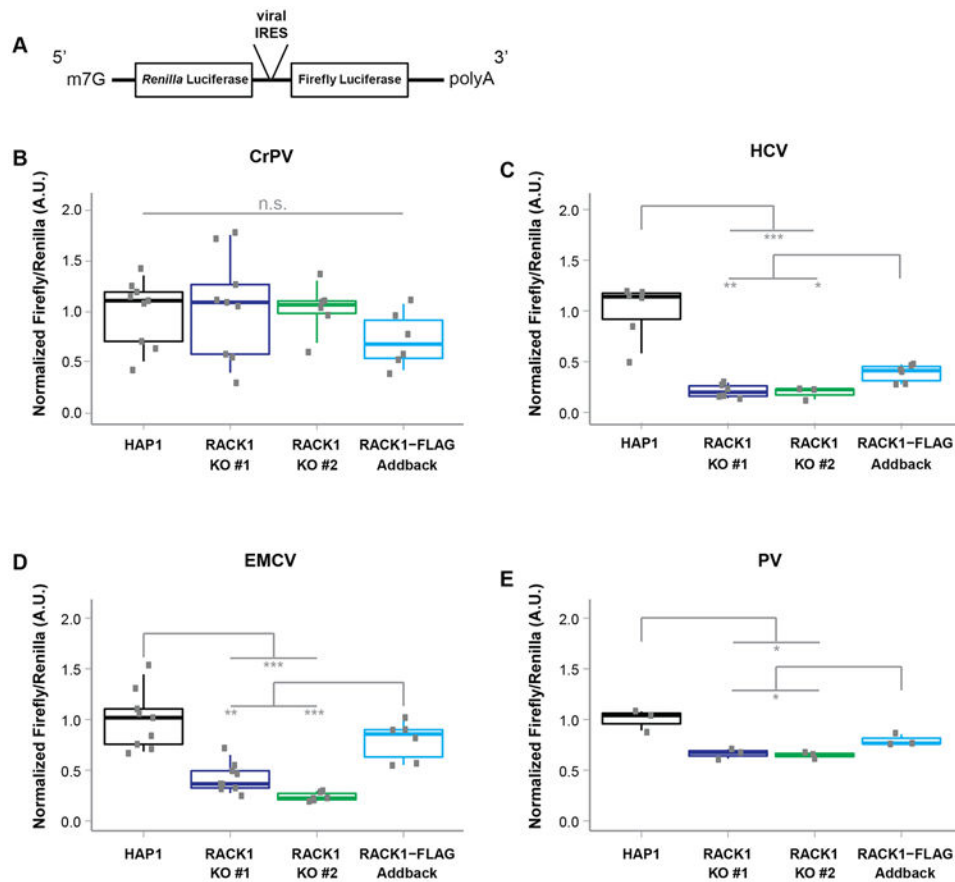 A
viral
IRES
5’
3’
m7G
Renilla Luciferase
Firefly Luciferase
polyA
B
CrPV
Normalized Firefly/Renilla (A.U.)
2.0
1.5
1.0
0.5
0.0
n.s.
HAP1
RACK1
KO #1
RACK1
KO #2
RACK1−FLAG
Addback
C
HCV
Normalized Firefly/Renilla (A.U.)
2.0
1.5
1.0
0.5
0.0
***
**
*
HAP1
RACK1
KO #1
RACK1
KO #2
RACK1−FLAG
Addback
D
EMCV
Normalized Firefly/Renilla (A.U.)
2.0
1.5
1.0
0.5
0.0
***
**
***
HAP1
RACK1
KO #1
RACK1
KO #2
RACK1−FLAG
Addback
E
PV
Normalized Firefly/Renilla (A.U.)
2.0
1.5
1.0
0.5
0.0
*
*
HAP1
RACK1
KO #1
RACK1
KO #2
RACK1−FLAG
Addback